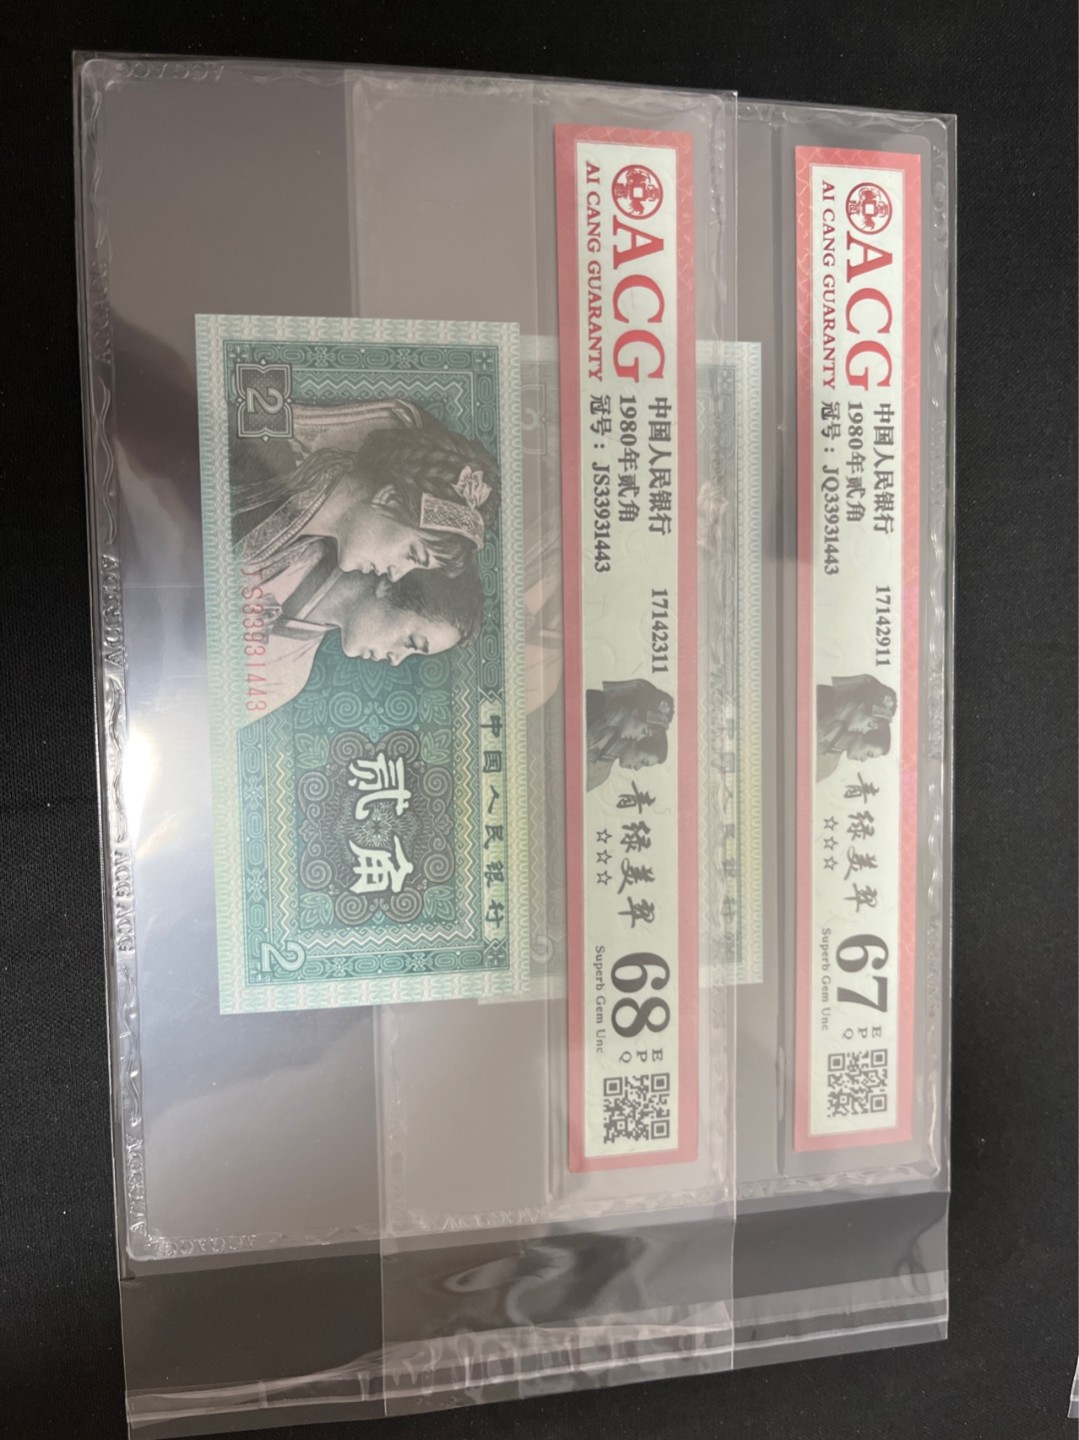 ACG
AI CANG GUARANTY
中国人民银行
1980年贰角
冠号：JS33931443
17142311
青绿美翠
☆☆☆
68
EPQ
Superb Gem Unc
ACG
AI CANG GUARANTY
中国人民银行
1980年贰角
冠号：JQ33931443
17142911
青绿美翠
☆☆☆
67
EPQ
Superb Gem Unc
中国人民银行
贰角
2
2
JS33931443